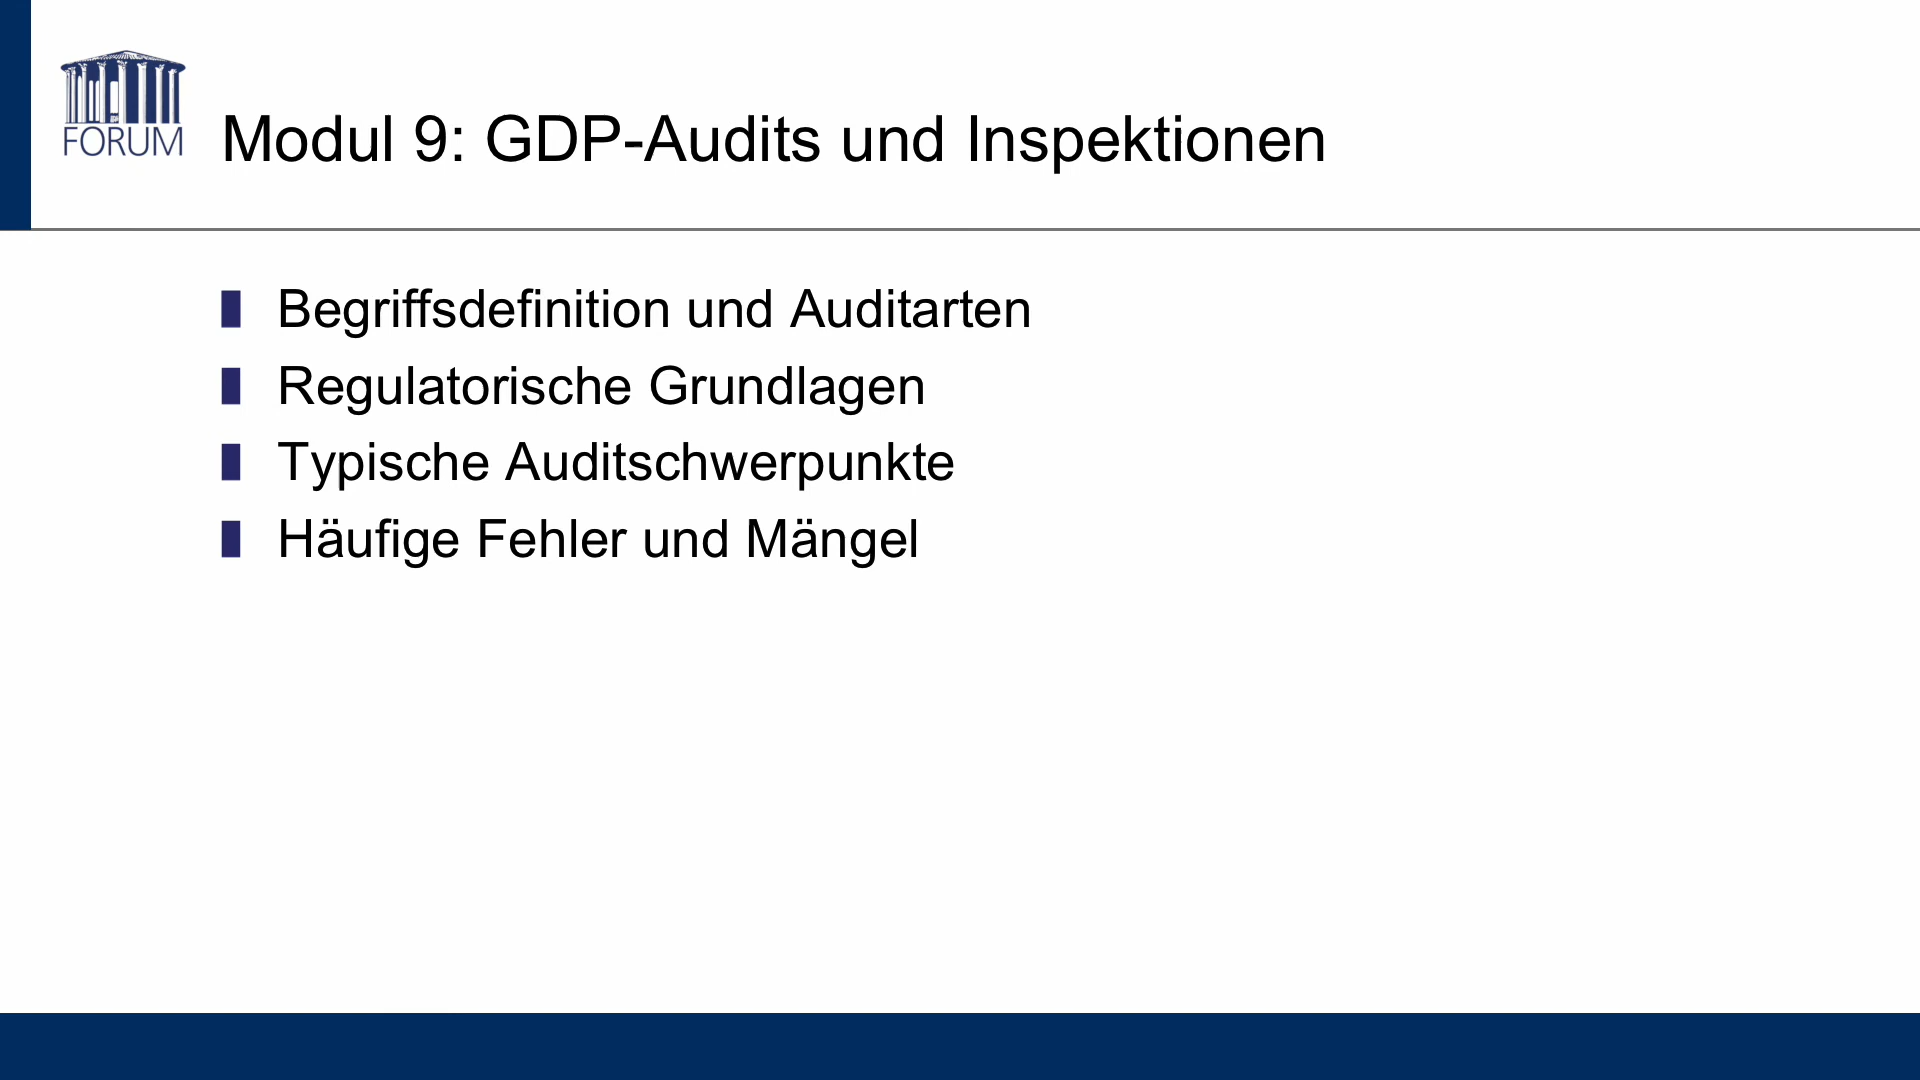 FORUM
Modul 9: GDP-Audits und Inspektionen
Begriffsdefinition und Auditarten
Regulatorische Grundlagen
Typische Auditschwerpunkte
Häufige Fehler und Mängel